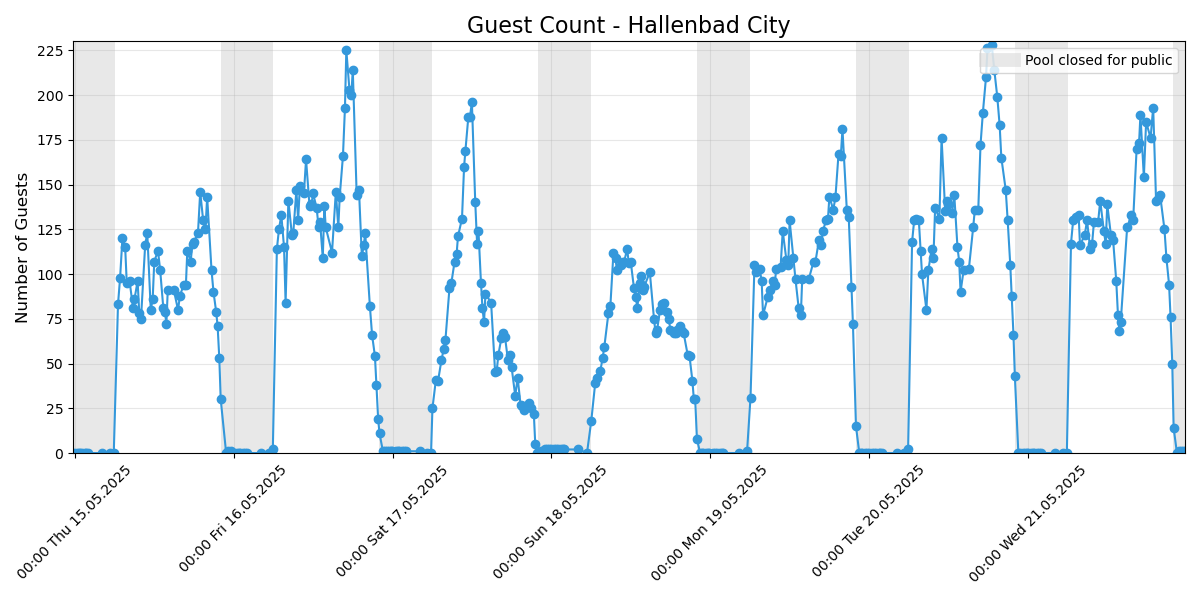 Guest Count - Hallenbad City
Pool closed for public
Number of Guests
225
200
175
150
125
100
75
50
25
0
00:00 Thu 15.05.2025
00:00 Fri 16.05.2025
00:00 Sat 17.05.2025
00:00 Sun 18.05.2025
00:00 Mon 19.05.2025
00:00 Tue 20.05.2025
00:00 Wed 21.05.2025